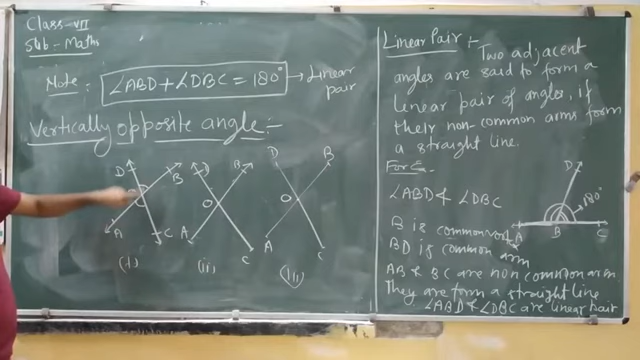 Class-VII
Sub- Maths
Note: ∠ABD + ∠DBC = 180° → Linear pair
Vertically opposite angle:-
D
B
A
C
(i)
D
B
O
A
C
(ii)
D
B
O
A
C
(iii)
Linear Pair:- Two adjacent
angles are said to form a
Linear pair of angles, if
their non-common arms form
a straight line.
For E.
∠ABD & ∠DBC
D
180°
A
B
C
B is common
BD is common arm
AB & BC are non common arm.
They are form a straight line
∠ABD & ∠DBC are linear pair